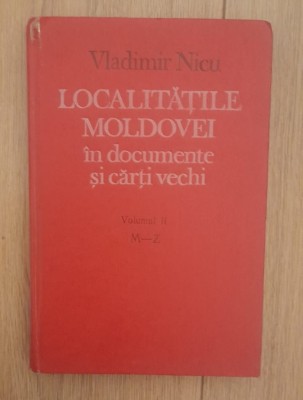 Vladimir Nicu
LOCALITĂȚILE
MOLDOVEI
în documente
și cărți vechi
Volumul II
M—Z